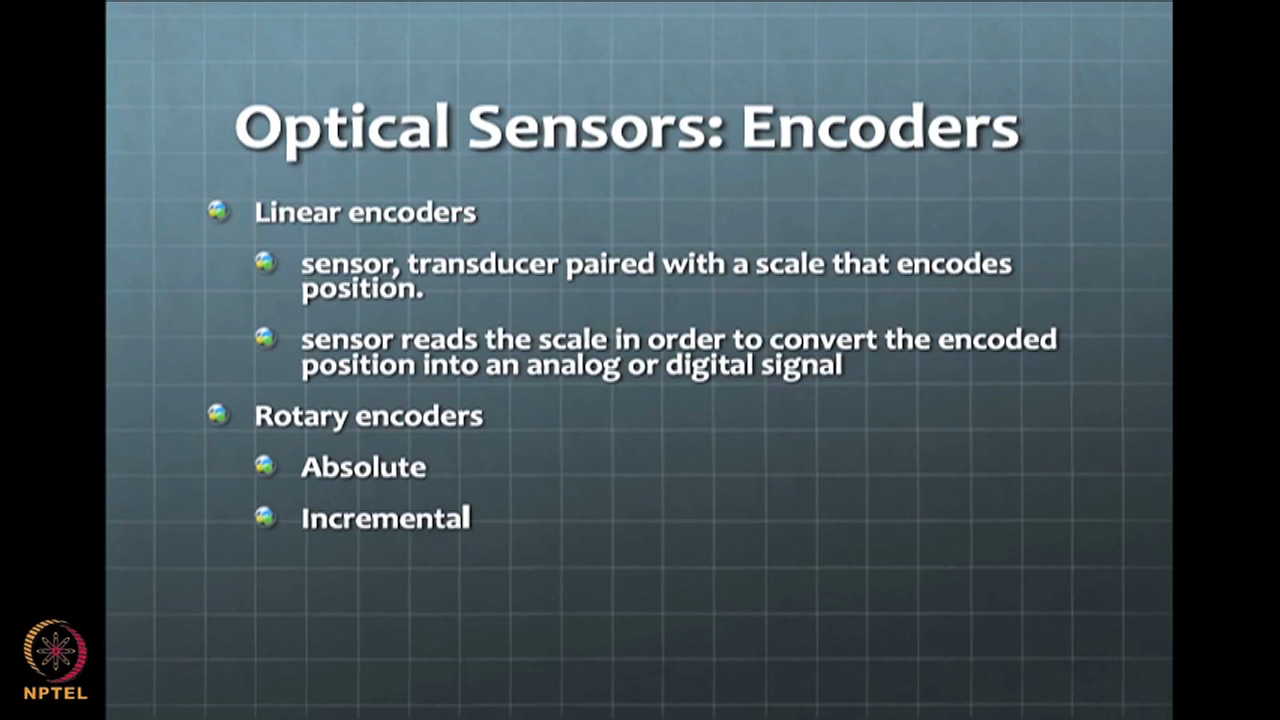 Optical Sensors: Encoders
Linear encoders
sensor, transducer paired with a scale that encodes
position.
sensor reads the scale in order to convert the encoded
position into an analog or digital signal
Rotary encoders
Absolute
Incremental
NPTEL